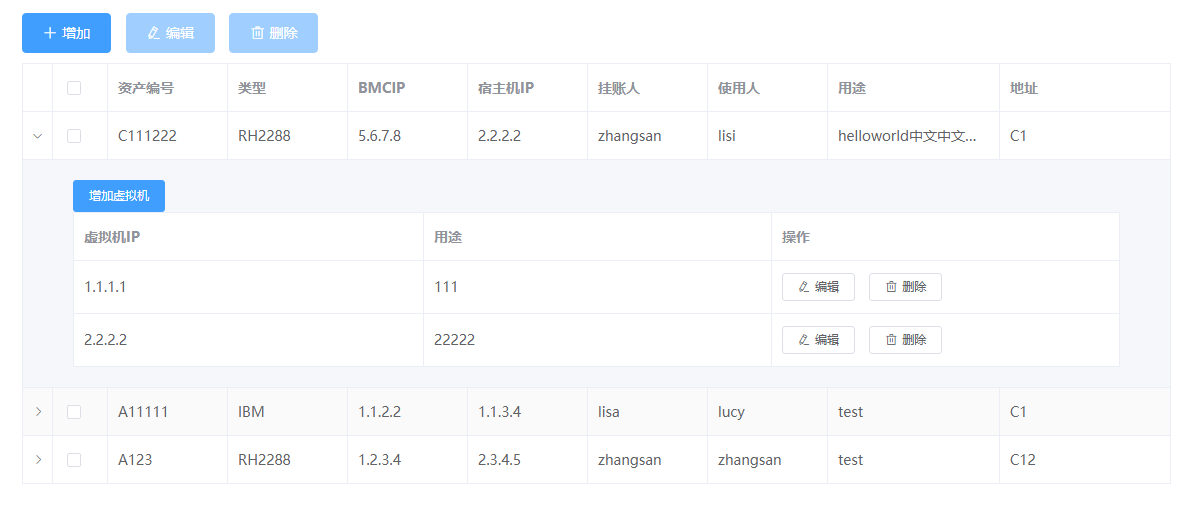 增加 编辑 删除
资产编号 类型 BMCIP 宿主机IP 挂账人 使用人 用途 地址
C111222 RH2288 5.6.7.8 2.2.2.2 zhangsan lisi helloworld中文中文... C1
增加虚拟机
虚拟机IP 用途 操作
1.1.1.1 111 编辑 删除
2.2.2.2 22222 编辑 删除
A11111 IBM 1.1.2.2 1.1.3.4 lisa lucy test C1
A123 RH2288 1.2.3.4 2.3.4.5 zhangsan zhangsan test C12